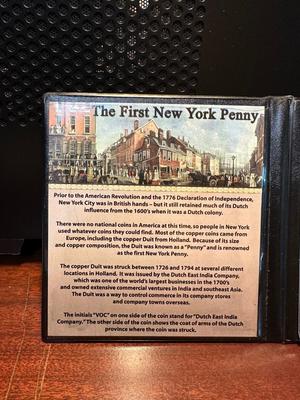 The First New York Penny
Prior to the American Revolution and the 1776 Declaration of Independence,
New York City was in British hands – but it still retained much of its Dutch
influence from the 1600's when it was a Dutch colony.
There were no national coins in America at this time, so people in New York
used whatever coins they could find. Most of the copper coins came from
Europe, including the copper Duit from Holland. Because of its size
and copper composition, the Duit was known as a "Penny" and is renowned
as the first New York Penny.
The copper Duit was struck between 1726 and 1794 at several different
locations in Holland. It was issued by the Dutch East India Company,
which was one of the world's largest businesses in the 1700's
and owned extensive commercial ventures in India and southeast Asia.
The Duit was a way to control commerce in its company stores
and company towns overseas.
The initials "VOC" on one side of the coin stand for "Dutch East India
Company." The other side of the coin shows the coat of arms of the Dutch
province where the coin was struck.